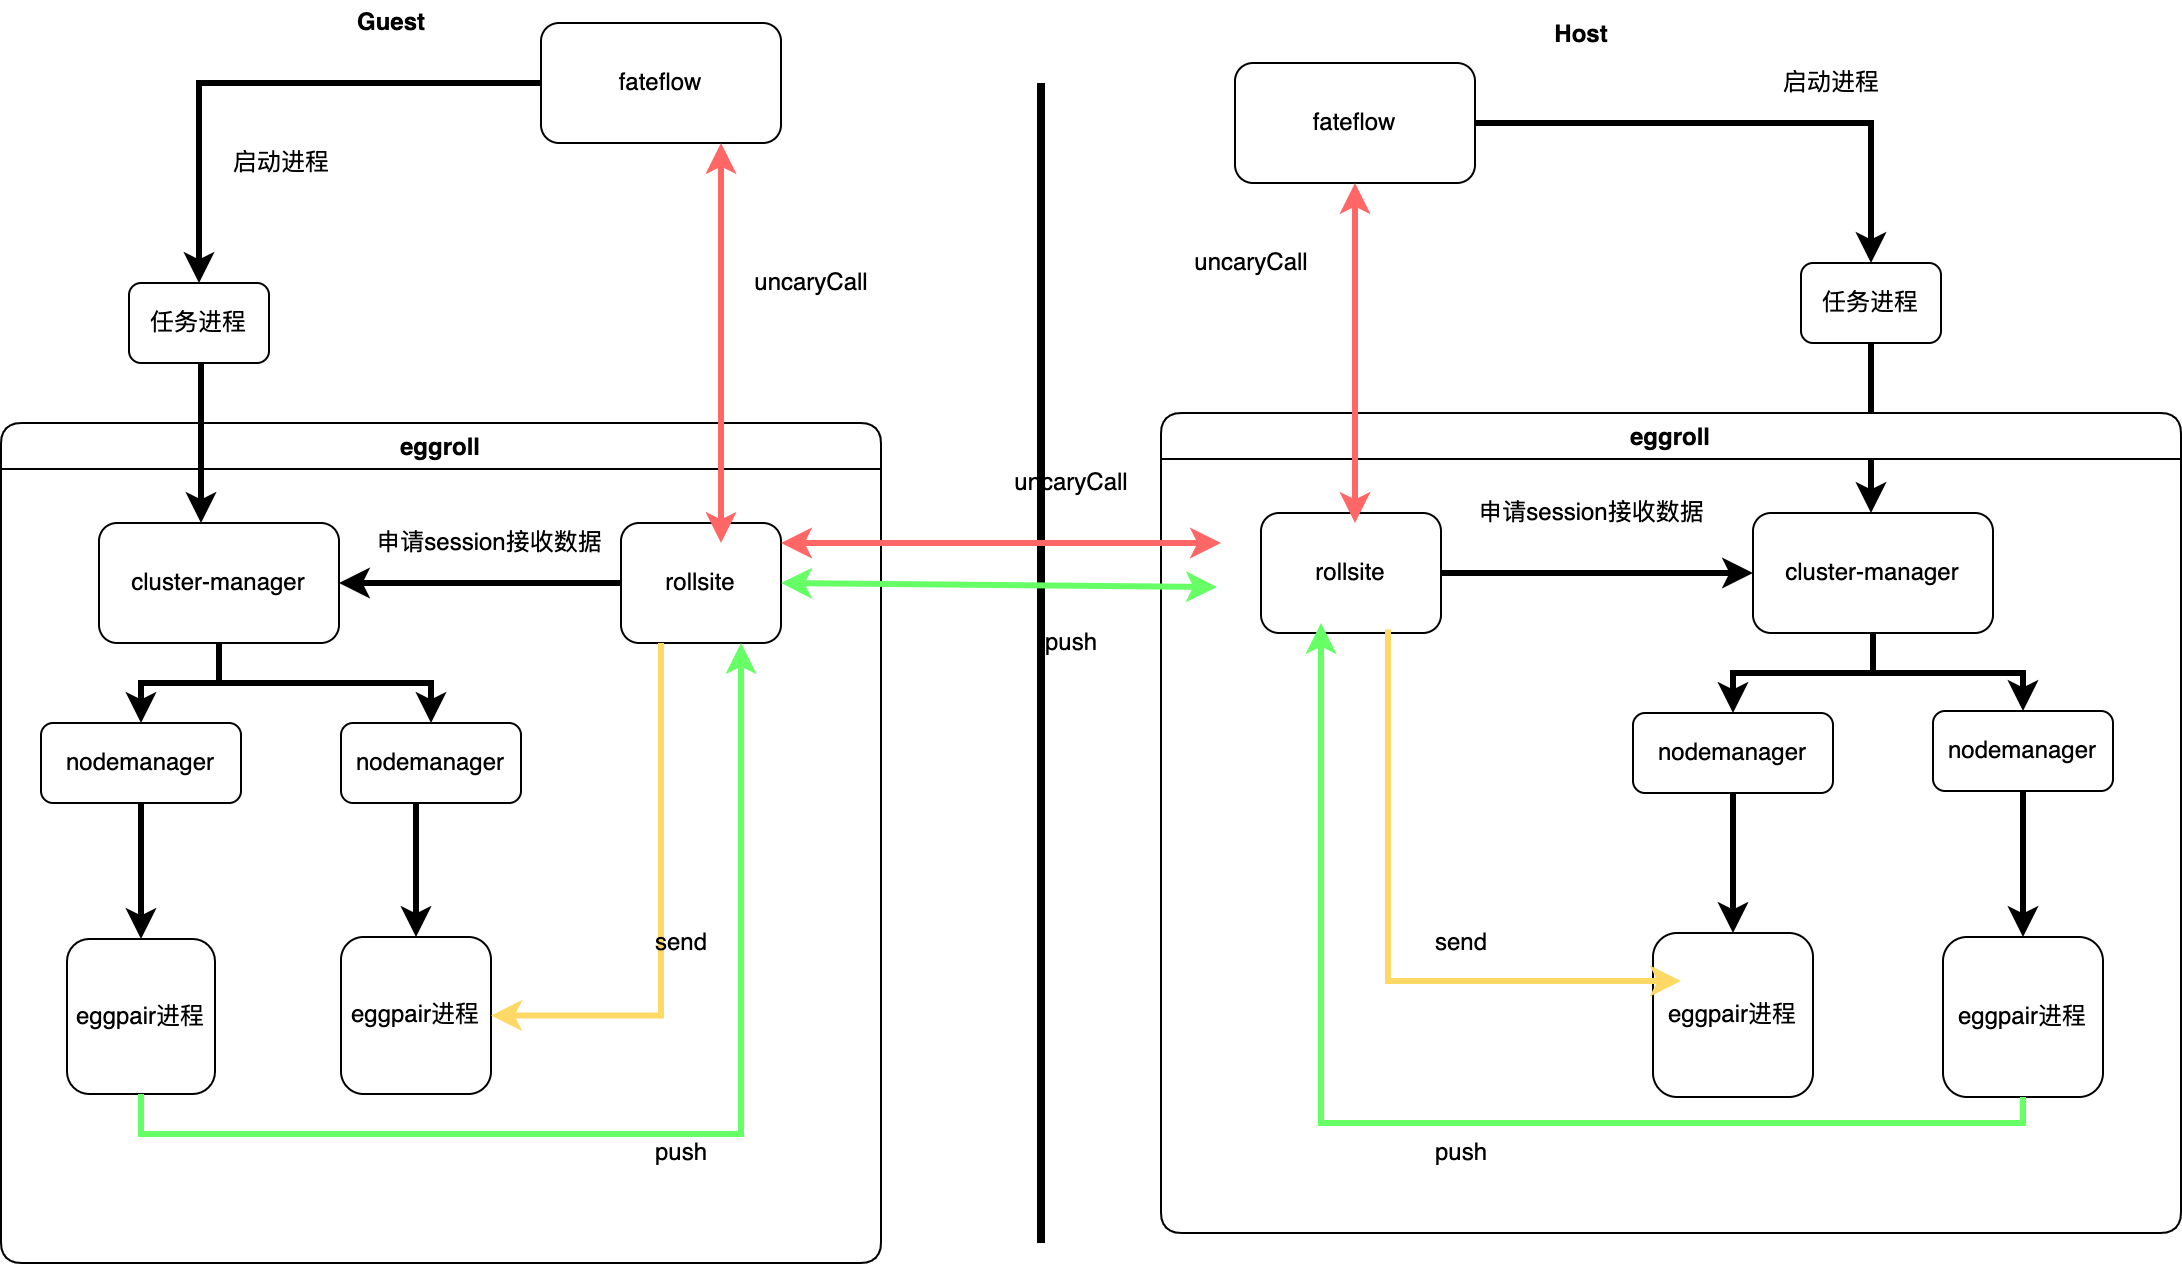 Guest
fateflow
启动进程
uncaryCall
任务进程
eggroll
申请session接收数据
cluster-manager
rollsite
nodemanager
nodemanager
send
eggpair进程
eggpair进程
push
uncaryCall
push
Host
启动进程
fateflow
uncaryCall
任务进程
eggroll
申请session接收数据
rollsite
cluster-manager
nodemanager
nodemanager
send
eggpair进程
eggpair进程
push